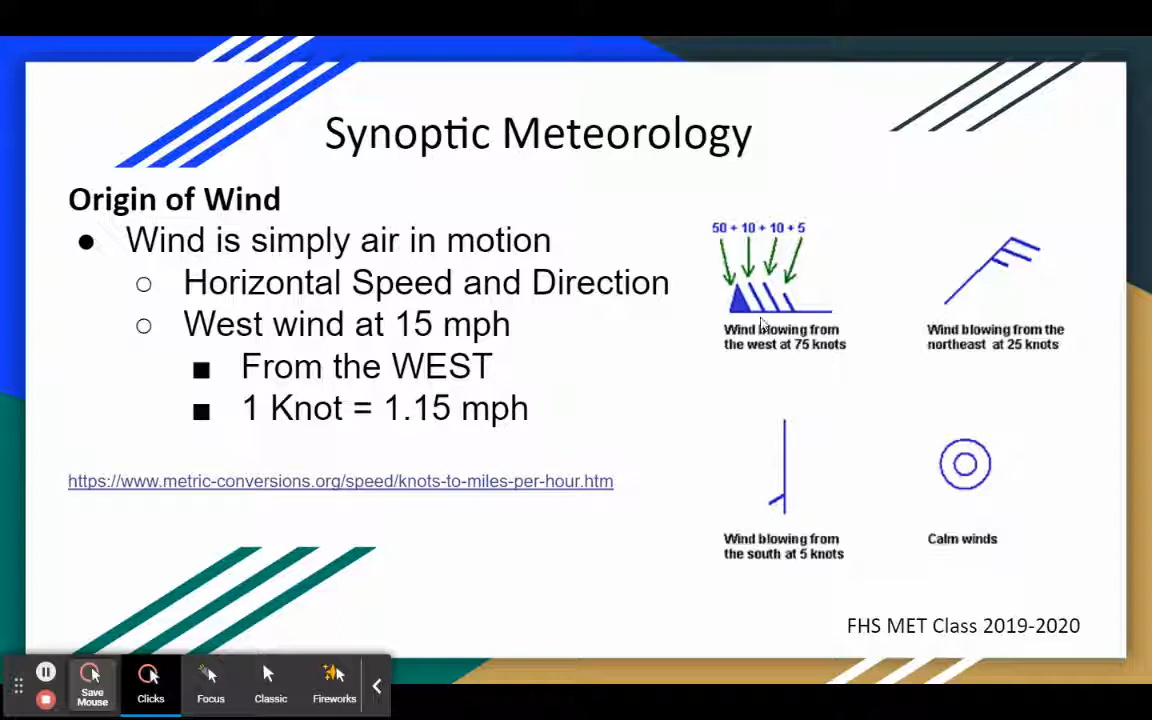 Synoptic Meteorology
Origin of Wind
● Wind is simply air in motion
○ Horizontal Speed and Direction
○ West wind at 15 mph
■ From the WEST
■ 1 Knot = 1.15 mph
https://www.metric-conversions.org/speed/knots-to-miles-per-hour.htm
50 + 10 + 10 + 5
Wind blowing from
the west at 75 knots
Wind blowing from the
northeast at 25 knots
Wind blowing from
the south at 5 knots
Calm winds
FHS MET Class 2019-2020
Save
Mouse
Clicks
Focus
Classic
Fireworks